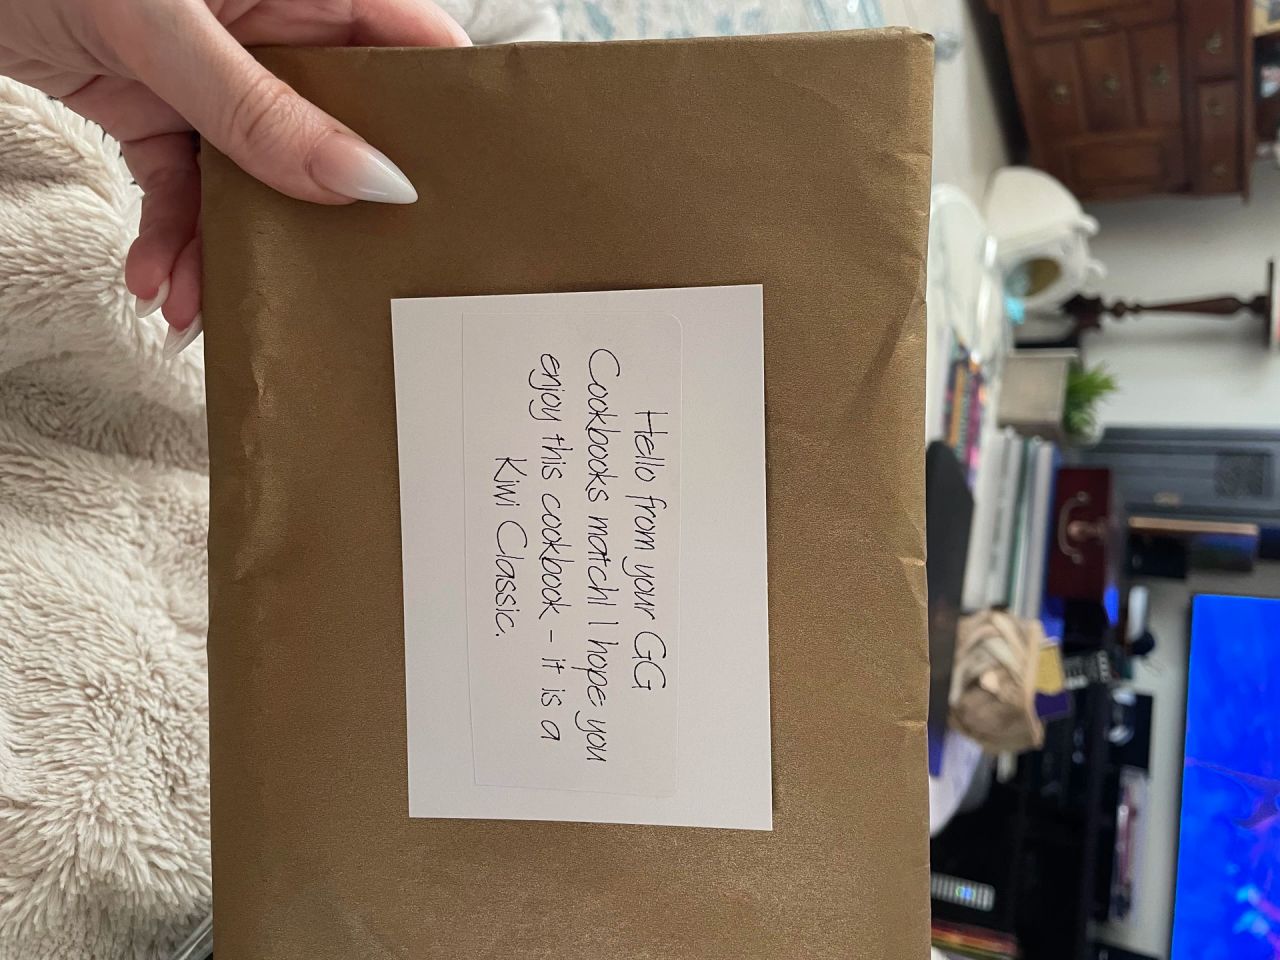 Hello from your GG
Cookbooks match! I hope you
enjoy this cookbook - it is a
Kiwi Classic.